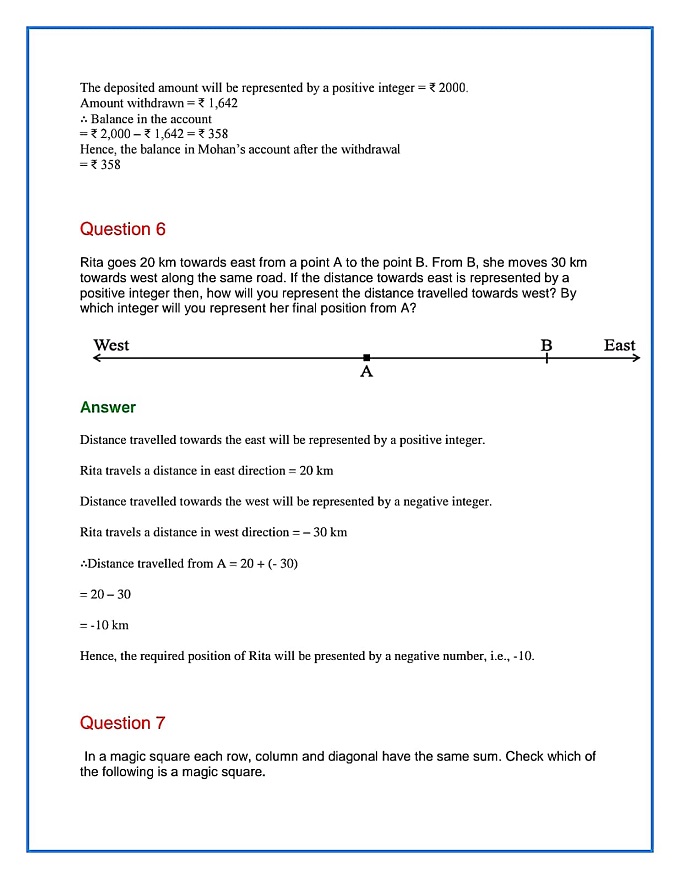 The deposited amount will be represented by a positive integer = ₹ 2000.
Amount withdrawn = ₹ 1,642
∴ Balance in the account
= ₹ 2,000 – ₹ 1,642 = ₹ 358
Hence, the balance in Mohan’s account after the withdrawal
= ₹ 358
Question 6
Rita goes 20 km towards east from a point A to the point B. From B, she moves 30 km
towards west along the same road. If the distance towards east is represented by a
positive integer then, how will you represent the distance travelled towards west? By
which integer will you represent her final position from A?
West B East
A
Answer
Distance travelled towards the east will be represented by a positive integer.
Rita travels a distance in east direction = 20 km
Distance travelled towards the west will be represented by a negative integer.
Rita travels a distance in west direction = – 30 km
∴Distance travelled from A = 20 + (- 30)
= 20 – 30
= -10 km
Hence, the required position of Rita will be presented by a negative number, i.e., -10.
Question 7
In a magic square each row, column and diagonal have the same sum. Check which of
the following is a magic square.